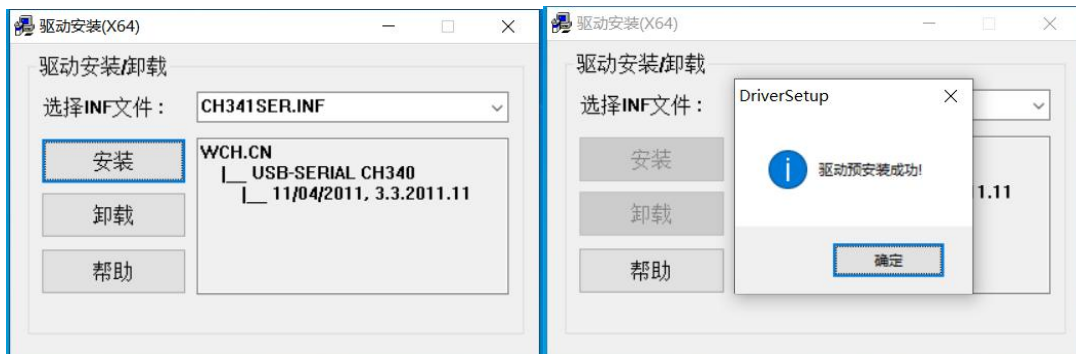 驱动安装(X64)
驱动安装/卸载
选择INF文件：
CH341SER.INF
安装
WCH.CN
|__ USB-SERIAL CH340
|__ 11/04/2011, 3.3.2011.11
卸载
帮助
驱动安装(X64)
驱动安装/卸载
选择INF文件：
DriverSetup
安装
驱动预安装成功!
1.11
卸载
确定
帮助